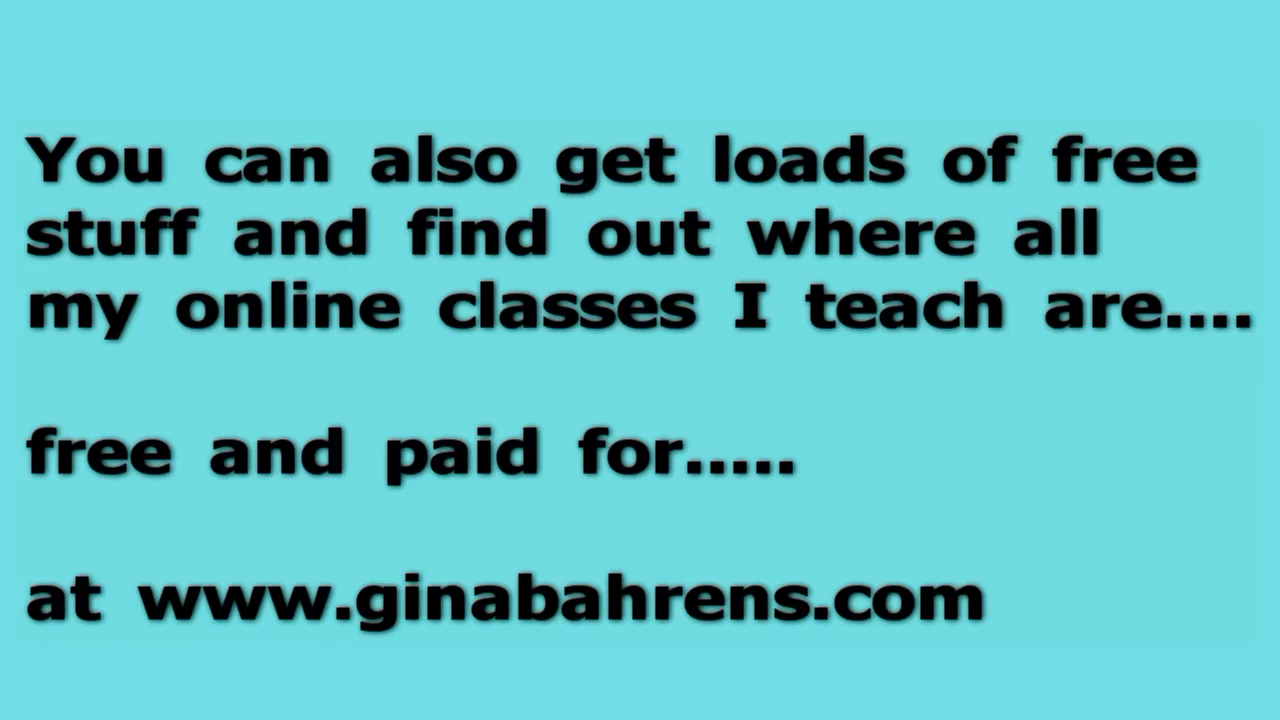 You can also get loads of free
stuff and find out where all
my online classes I teach are....
free and paid for.....
at www.ginabahrens.com